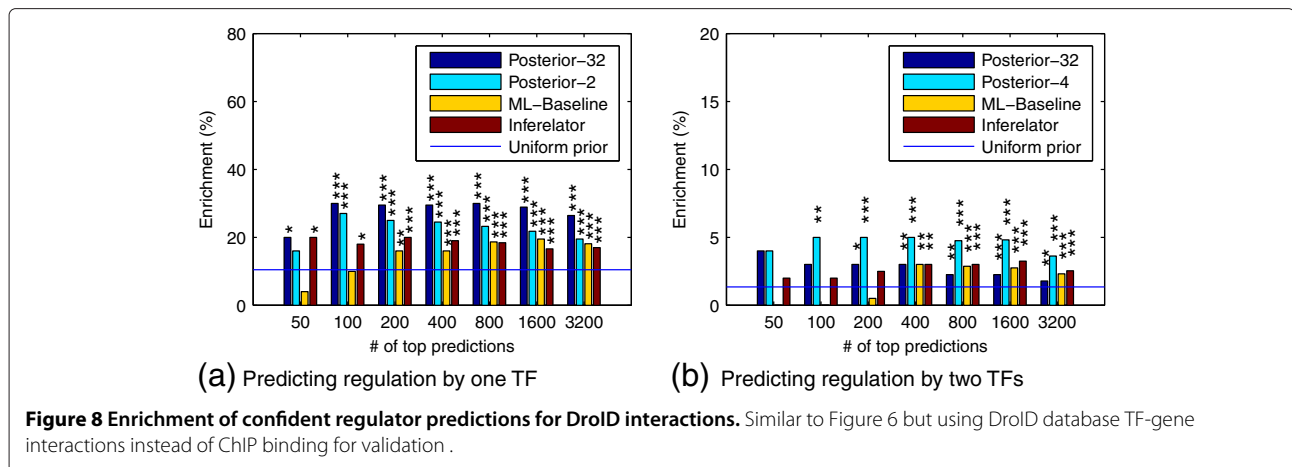 80
60
40
20
0
Enrichment (%)
Posterior-32
Posterior-2
ML-Baseline
Inferelator
Uniform prior
* * *** *** * *** *** ** *** *** *** *** *** *** *** *** *** *** *** *** *** *** *** *** ***
50 100 200 400 800 1600 3200
# of top predictions
(a) Predicting regulation by one TF
20
15
10
5
0
Enrichment (%)
Posterior-32
Posterior-4
ML-Baseline
Inferelator
Uniform prior
** * *** ** *** ** ** ** *** *** *** *** *** *** *** ** *** *** ***
50 100 200 400 800 1600 3200
# of top predictions
(b) Predicting regulation by two TFs
Figure 8 Enrichment of confident regulator predictions for DroID interactions. Similar to Figure 6 but using DroID database TF-gene
interactions instead of ChIP binding for validation .